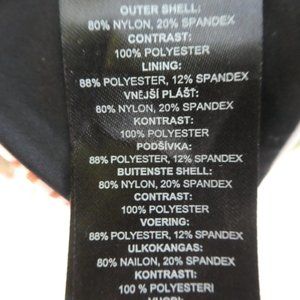 OUTER SHELL:
80% NYLON, 20% SPANDEX
CONTRAST:
100% POLYESTER
LINING:
88% POLYESTER, 12% SPANDEX
VNĚJŠÍ PLÁŠŤ:
80% NYLON, 20% SPANDEX
KONTRAST:
100% POLYESTER
PODŠÍVKA:
88% POLYESTER, 12% SPANDEX
BUITENSTE SHELL:
80% NYLON, 20% SPANDEX
CONTRAST:
100% POLYESTER
VOERING:
88% POLYESTER, 12% SPANDEX
ULKOKANGAS:
80% NAILON, 20% SPANDEX
KONTRASTI:
100 % POLYESTERI
VUORI: